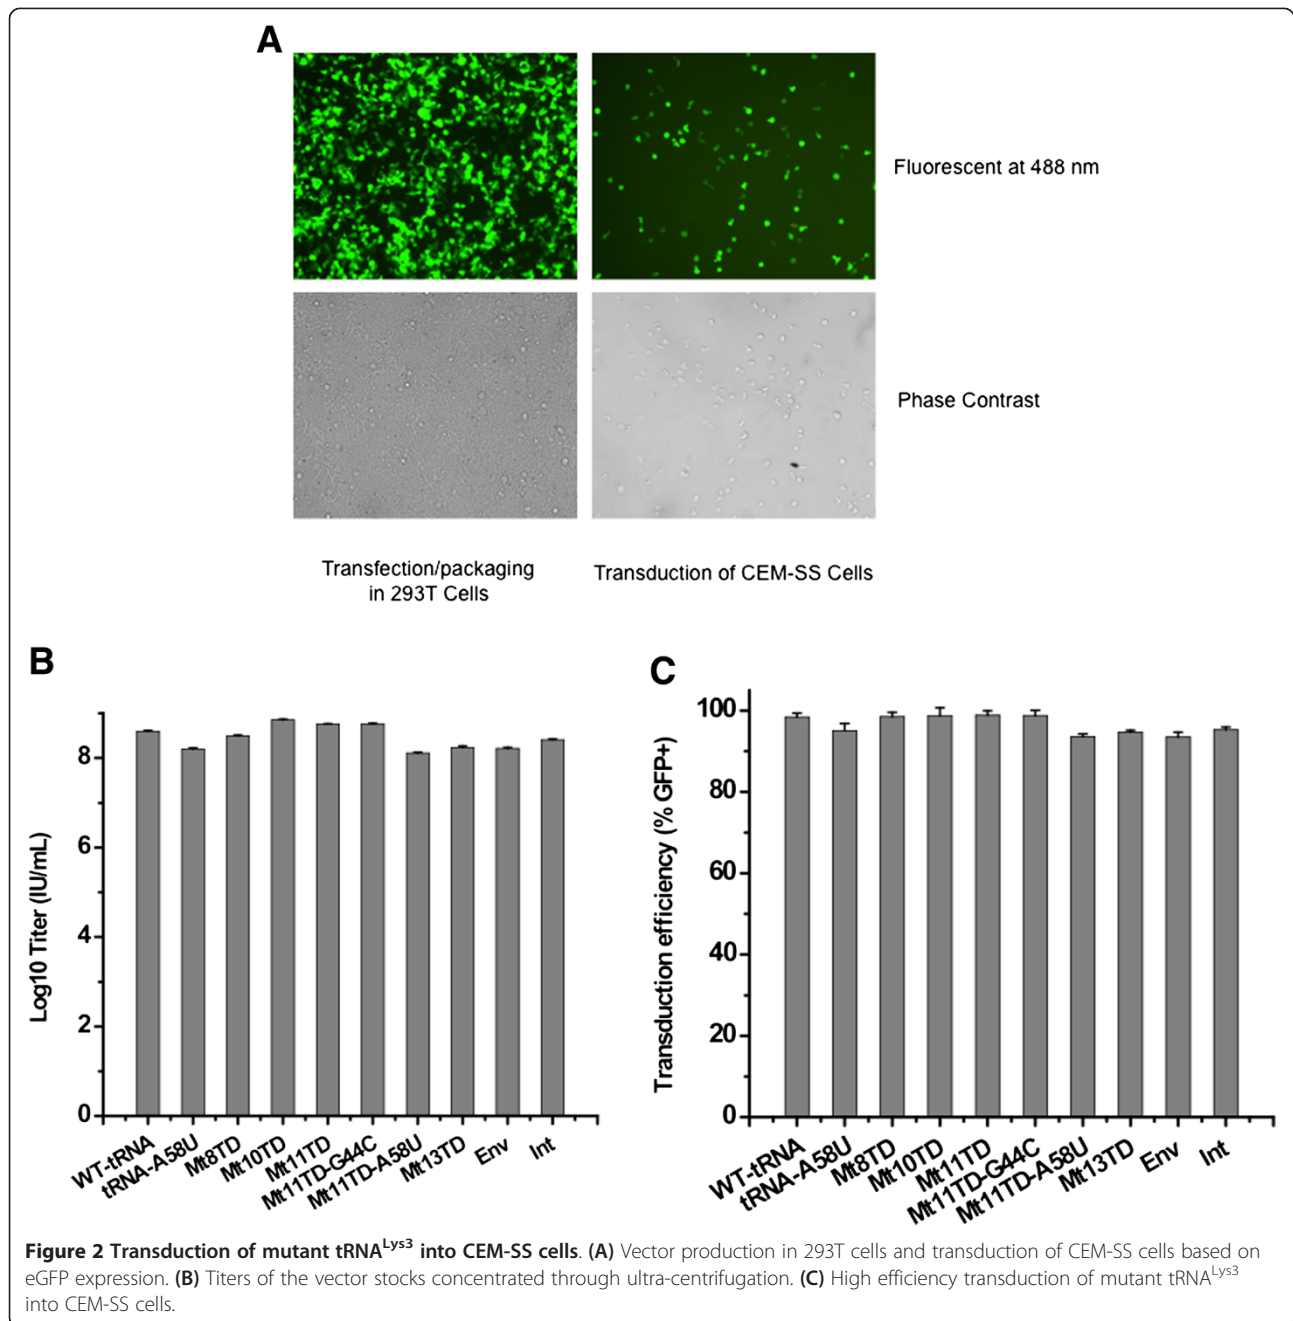 A
Fluorescent at 488 nm
Phase Contrast
Transfection/packaging
in 293T Cells
Transduction of CEM-SS Cells
B
Log10 Titer (IU/mL)
8
6
4
2
0
WT-tRNA
tRNA-A58U
Mt8TD
Mt10TD
Mt11TD
Mt11TD-G44C
Mt11TD-A58U
Mt13TD
Env
Int
C
Transduction efficiency (% GFP+)
100
80
60
40
20
0
WT-tRNA
tRNA-A58U
Mt8TD
Mt10TD
Mt11TD
Mt11TD-G44C
Mt11TD-A58U
Mt13TD
Env
Int
Figure 2 Transduction of mutant tRNA^Lys3 into CEM-SS cells. (A) Vector production in 293T cells and transduction of CEM-SS cells based on
eGFP expression. (B) Titers of the vector stocks concentrated through ultra-centrifugation. (C) High efficiency transduction of mutant tRNA^Lys3
into CEM-SS cells.